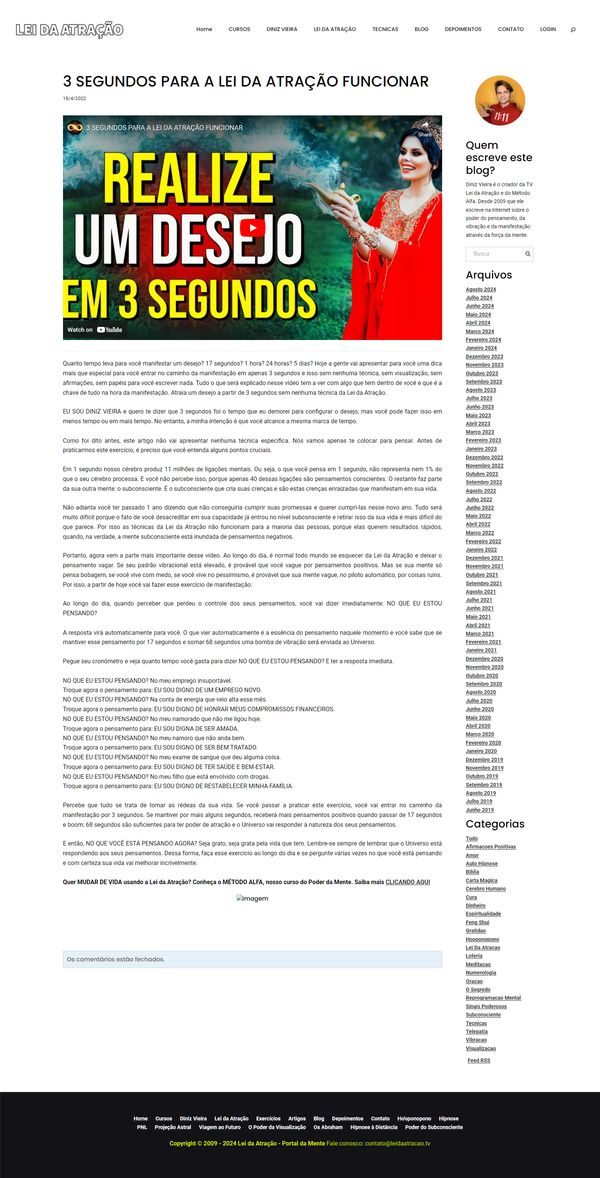 LEI DA ATRAÇÃO
Home CURSOS DINIZ VIEIRA LEI DA ATRAÇÃO TECNICAS BLOG DEPOIMENTOS CONTATO LOGIN
3 SEGUNDOS PARA A LEI DA ATRAÇÃO FUNCIONAR
18/4/2022
3 SEGUNDOS PARA A LEI DA ATRAÇÃO FUNCIONAR
Share
REALIZE
UM DESEJO
EM 3 SEGUNDOS
Watch on YouTube
Quanto tempo leva para você manifestar um desejo? 17 segundos? 1 hora? 24 horas? 5 dias? Hoje a gente vai apresentar para você uma dica
mais que especial para você entrar no caminho da manifestação em apenas 3 segundos e isso sem nenhuma técnica, sem visualização, sem
afirmações, sem papéis para você escrever nada. Tudo o que será explicado nesse vídeo tem a ver com algo que tem dentro de você e que é a
chave de tudo na hora da manifestação. Atraia um desejo a partir de 3 segundos sem nenhuma técnica da Lei da Atração.
EU SOU DINIZ VIEIRA e quero te dizer que 3 segundos foi o tempo que eu demorei para configurar o desejo, mas você pode fazer isso em
menos tempo ou em mais tempo. No entanto, a minha intenção é que você alcance a mesma marca de tempo.
Como foi dito antes, este artigo não vai apresentar nenhuma técnica específica. Nós vamos apenas te colocar para pensar. Antes de
praticarmos este exercício, é preciso que você entenda alguns pontos cruciais.
Em 1 segundo nosso cérebro produz 11 milhões de ligações mentais. Ou seja, o que você pensa em 1 segundo, não representa nem 1% do
que o seu cérebro processa. E você não percebe isso, porque apenas 40 dessas ligações são pensamentos conscientes. O restante faz parte
da sua outra mente: o subconsciente. É o subconsciente que cria suas crenças e são estas crenças enraizadas que manifestam em sua vida.
Não adianta você ter passado 1 ano dizendo que não conseguiria cumprir suas promessas e querer cumpri-las nesse novo ano. Tudo será
muito difícil porque o fato de você desacreditar em sua capacidade já entrou no nível subconsciente e retirar isso da sua vida é mais difícil do
que parece. Por isso as técnicas da Lei da Atração não funcionam para a maioria das pessoas, porque elas querem resultados rápidos,
quando, na verdade, a mente subconsciente está inundada de pensamentos negativos.
Portanto, agora vem a parte mais importante desse vídeo. Ao longo do dia, é normal todo mundo se esquecer da Lei da Atração e deixar o
pensamento vagar. Se seu padrão vibracional está elevado, é provável que você vague por pensamentos positivos. Mas se sua mente só
pensa bobagem, se você vive com medo, se você vive no pessimismo, é provável que sua mente vague, no piloto automático, por coisas ruins.
Por isso, a partir de hoje você vai fazer esse exercício de manifestação:
Ao longo do dia, quando perceber que perdeu o controle dos seus pensamentos, você vai dizer imediatamente: NO QUE EU ESTOU
PENSANDO?
A resposta virá automaticamente para você. O que vier automaticamente é a essência do pensamento naquele momento e você sabe que se
mantiver esse pensamento por 17 segundos e somar 68 segundos uma bomba de vibração será enviada ao Universo.
Pegue seu cronômetro e veja quanto tempo você gasta para dizer NO QUE EU ESTOU PENSANDO? E ter a resposta imediata.
NO QUE EU ESTOU PENSANDO? No meu emprego insuportável.
Troque agora o pensamento para: EU SOU DIGNO DE UM EMPREGO NOVO.
NO QUE EU ESTOU PENSANDO? Na conta de energia que veio alta esse mês.
Troque agora o pensamento para: EU SOU DIGNO DE HONRAR MEUS COMPROMISSOS FINANCEIROS.
NO QUE EU ESTOU PENSANDO? No meu namorado que não me ligou hoje.
Troque agora o pensamento para: EU SOU DIGNA DE SER AMADA.
NO QUE EU ESTOU PENSANDO? No meu namoro que não anda bem.
Troque agora o pensamento para: EU SOU DIGNO DE SER BEM TRATADO.
NO QUE EU ESTOU PENSANDO? No meu exame de sangue que deu alguma coisa.
Troque agora o pensamento para: EU SOU DIGNO DE TER SAÚDE E BEM-ESTAR.
NO QUE EU ESTOU PENSANDO? No meu filho que está envolvido com drogas.
Troque agora o pensamento para: EU SOU DIGNO DE RESTABELECER MINHA FAMÍLIA.
Percebe que tudo se trata de tomar as rédeas da sua vida. Se você passar a praticar este exercício, você vai entrar no caminho da
manifestação por 3 segundos. Se mantiver por mais alguns segundos, receberá mais pensamentos positivos quando passar de 17 segundos
e boom: 68 segundos são suficientes para ter poder de atração e o Universo vai responder à natureza dos seus pensamentos.
E então, NO QUE VOCÊ ESTÁ PENSANDO AGORA? Seja grato, seja grata pela vida que tem. Lembre-se sempre de lembrar que o Universo está
respondendo aos seus pensamentos. Dessa forma, faça esse exercício ao longo do dia e se pergunte várias vezes no que você está pensando
e com certeza sua vida vai melhorar incrivelmente.
Quer MUDAR DE VIDA usando a Lei da Atração? Conheça o MÉTODO ALFA, nosso curso do Poder da Mente. Saiba mais CLICANDO AQUI
Imagem
Os comentários estão fechados.
11:11
Quem
escreve este
blog?
Diniz Vieira é o criador da TV
Lei da Atração e do Método
Alfa. Desde 2009 que ele
escreve na Internet sobre o
poder do pensamento, da
vibração e da manifestação
através da força da mente.
Busca
Arquivos
Agosto 2024
Julho 2024
Junho 2024
Maio 2024
Abril 2024
Março 2024
Fevereiro 2024
Janeiro 2024
Dezembro 2023
Novembro 2023
Outubro 2023
Setembro 2023
Agosto 2023
Julho 2023
Junho 2023
Maio 2023
Abril 2023
Março 2023
Fevereiro 2023
Janeiro 2023
Dezembro 2022
Novembro 2022
Outubro 2022
Setembro 2022
Agosto 2022
Julho 2022
Junho 2022
Maio 2022
Abril 2022
Março 2022
Fevereiro 2022
Janeiro 2022
Dezembro 2021
Novembro 2021
Outubro 2021
Setembro 2021
Agosto 2021
Julho 2021
Junho 2021
Maio 2021
Abril 2021
Março 2021
Fevereiro 2021
Janeiro 2021
Dezembro 2020
Novembro 2020
Outubro 2020
Setembro 2020
Agosto 2020
Julho 2020
Junho 2020
Maio 2020
Abril 2020
Março 2020
Fevereiro 2020
Janeiro 2020
Dezembro 2019
Novembro 2019
Outubro 2019
Setembro 2019
Agosto 2019
Julho 2019
Junho 2019
Categorias
Tudo
Afirmacoes Positivas
Amor
Auto Hipnose
Biblia
Carta Magica
Cerebro Humano
Cura
Dinheiro
Espiritualidade
Feng Shui
Gratidao
Hooponopono
Lei Da Atracao
Loteria
Meditacao
Numerologia
Oracao
O Segredo
Reprogramacao Mental
Sinais Poderosos
Subconsciente
Tecnicas
Telepatia
Vibracao
Visualizacao
Feed RSS
Home Cursos Diniz Vieira Lei da Atração Exercícios Artigos Blog Depoimentos Contato Ho'oponopono Hipnose
PNL Projeção Astral Viagem ao Futuro O Poder da Visualização Os Abraham Hipnose à Distância Poder do Subconsciente
Copyright © 2009 - 2024 Lei da Atração - Portal da Mente Fale conosco: contato@leidaatracao.tv